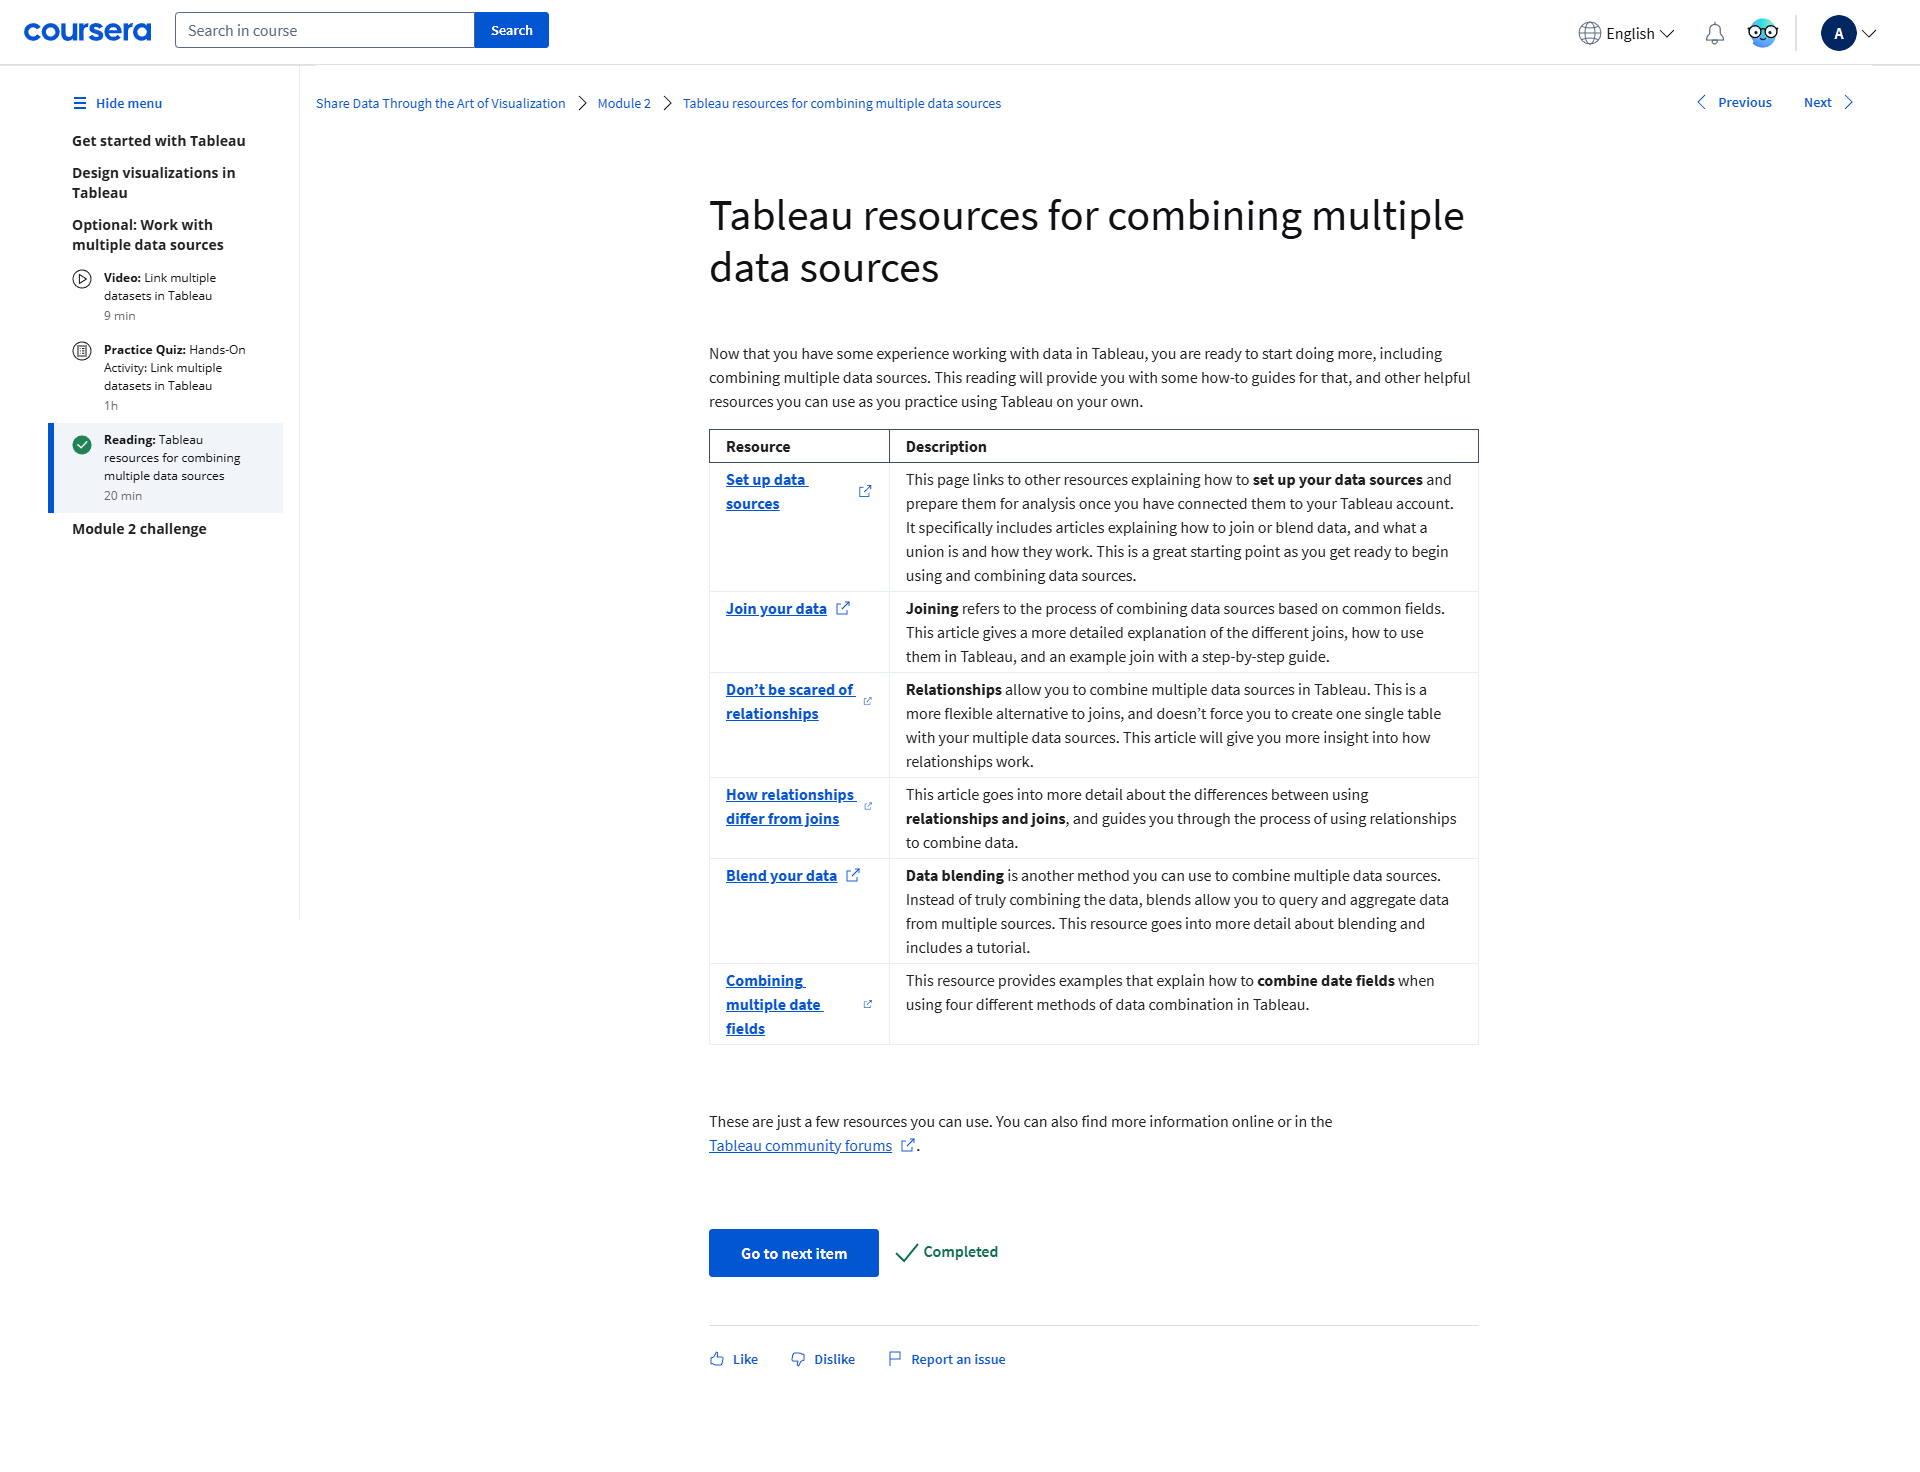 coursera
Search in course
Search
English
A
Hide menu
Get started with Tableau
Design visualizations in
Tableau
Optional: Work with
multiple data sources
Video: Link multiple
datasets in Tableau
9 min
Practice Quiz: Hands-On
Activity: Link multiple
datasets in Tableau
1h
Reading: Tableau
resources for combining
multiple data sources
20 min
Module 2 challenge
Share Data Through the Art of Visualization
Module 2
Tableau resources for combining multiple data sources
Previous
Next
Tableau resources for combining multiple
data sources
Now that you have some experience working with data in Tableau, you are ready to start doing more, including
combining multiple data sources. This reading will provide you with some how-to guides for that, and other helpful
resources you can use as you practice using Tableau on your own.
Resource
Description
Set up data
sources
This page links to other resources explaining how to set up your data sources and
prepare them for analysis once you have connected them to your Tableau account.
It specifically includes articles explaining how to join or blend data, and what a
union is and how they work. This is a great starting point as you get ready to begin
using and combining data sources.
Join your data
Joining refers to the process of combining data sources based on common fields.
This article gives a more detailed explanation of the different joins, how to use
them in Tableau, and an example join with a step-by-step guide.
Don’t be scared of
relationships
Relationships allow you to combine multiple data sources in Tableau. This is a
more flexible alternative to joins, and doesn’t force you to create one single table
with your multiple data sources. This article will give you more insight into how
relationships work.
How relationships
differ from joins
This article goes into more detail about the differences between using
relationships and joins, and guides you through the process of using relationships
to combine data.
Blend your data
Data blending is another method you can use to combine multiple data sources.
Instead of truly combining the data, blends allow you to query and aggregate data
from multiple sources. This resource goes into more detail about blending and
includes a tutorial.
Combining
multiple date
fields
This resource provides examples that explain how to combine date fields when
using four different methods of data combination in Tableau.
These are just a few resources you can use. You can also find more information online or in the
Tableau community forums .
Go to next item
Completed
Like
Dislike
Report an issue